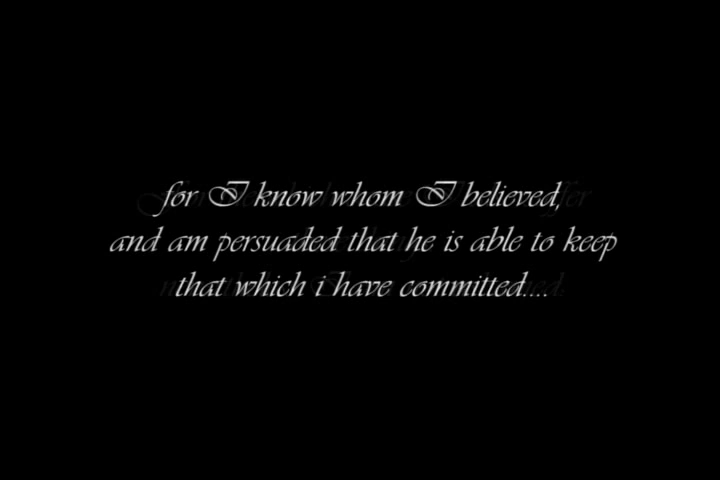 for I know whom I believed,
and am persuaded that he is able to keep
that which i have committed....